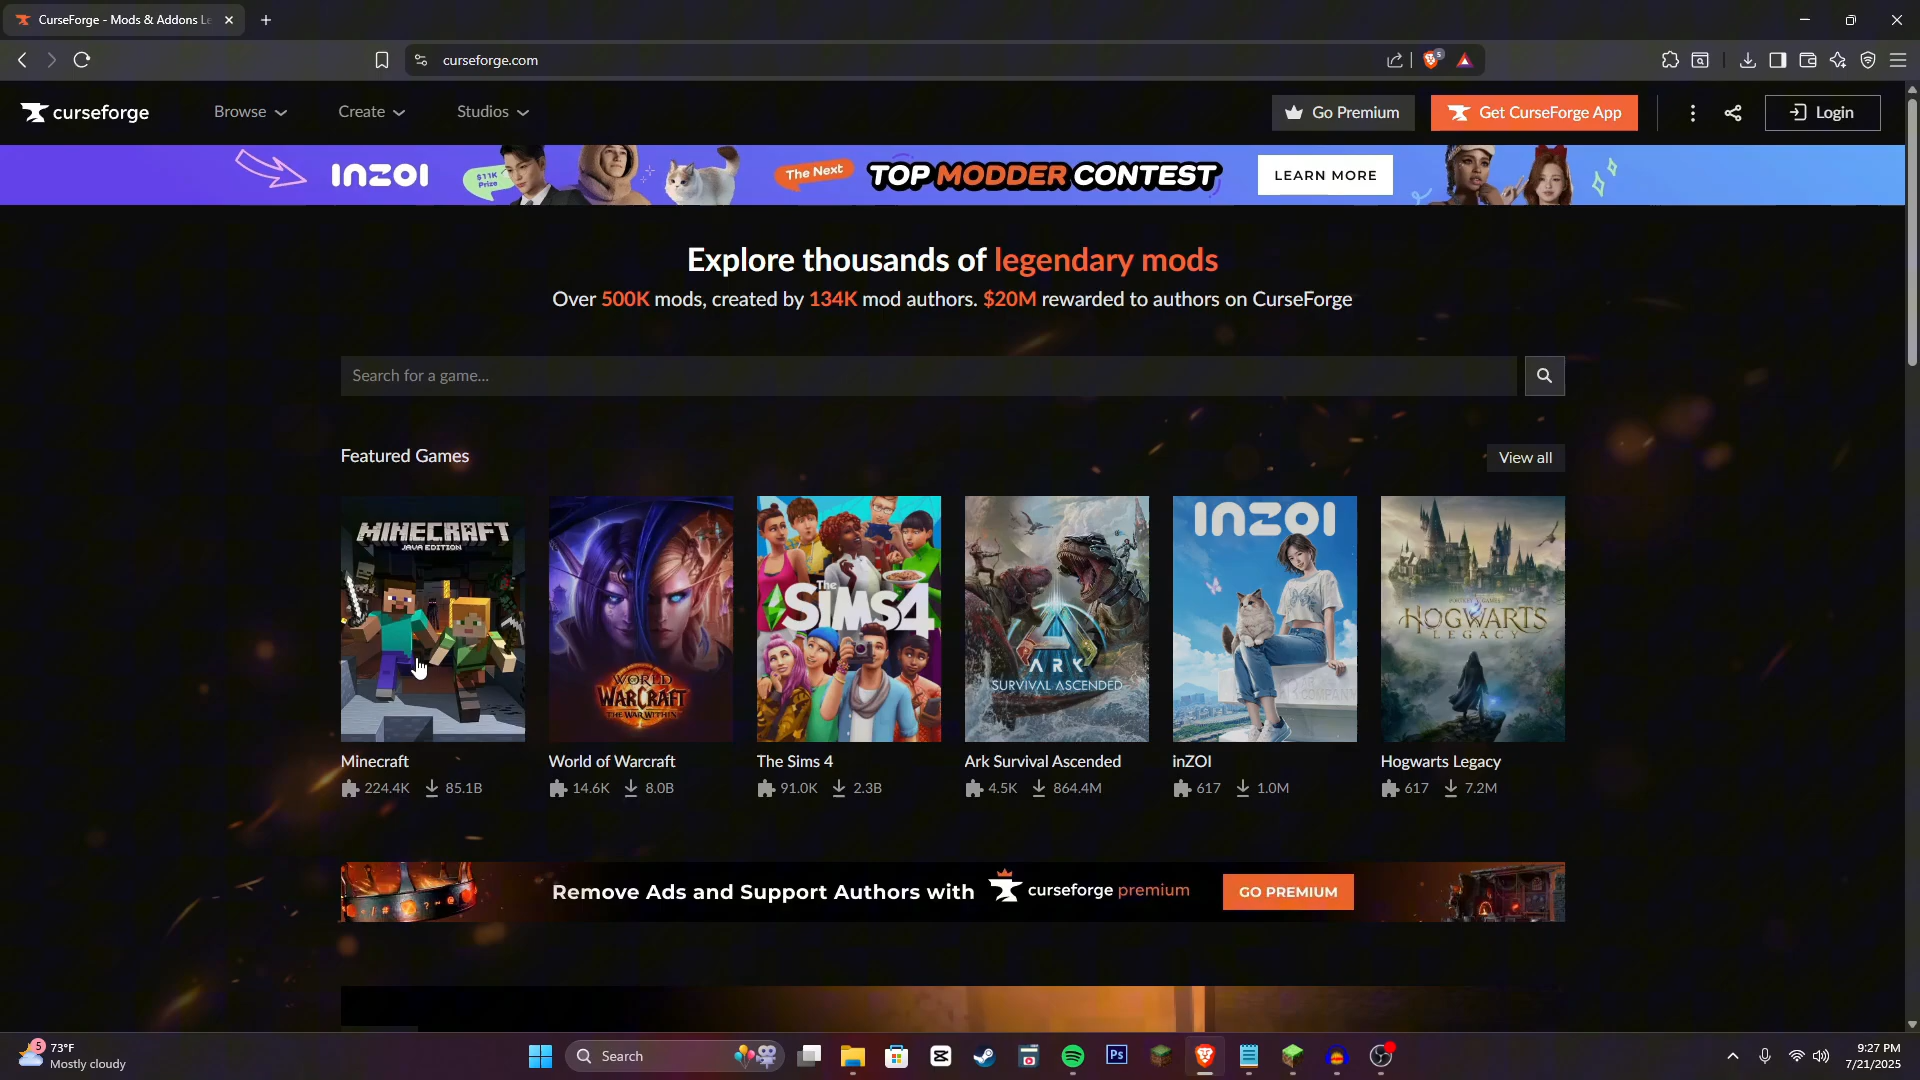 CurseForge - Mods & Addons Le
curseforge.com
5
curseforge
Browse
Create
Studios
Go Premium
Get CurseForge App
Login
INZOI
$11K
Prize
The Next
TOP MODDER CONTEST
LEARN MORE
Explore thousands of legendary mods
Over 500K mods, created by 134K mod authors. $20M rewarded to authors on CurseForge
Search for a game...
Featured Games
View all
MINECRAFT
JAVA EDITION
WORLD OF
WARCRAFT
THE WAR WITHIN
The
SIMS 4
ARK
SURVIVAL ASCENDED
INZOI
HOGWARTS
LEGACY
Minecraft
224.4K
85.1B
World of Warcraft
14.6K
8.0B
The Sims 4
91.0K
2.3B
Ark Survival Ascended
4.5K
864.4M
inZOI
617
1.0M
Hogwarts Legacy
617
7.2M
Remove Ads and Support Authors with
curseforge premium
GO PREMIUM
5
73°F
Mostly cloudy
Search
Ps
9:27 PM
7/21/2025